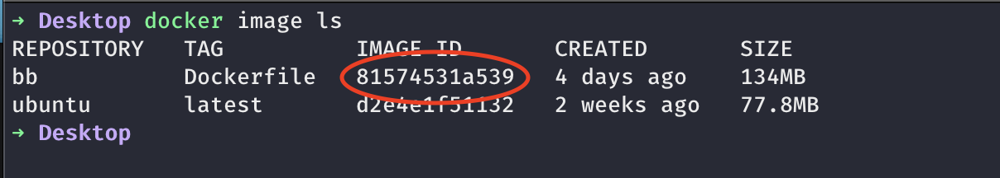 → Desktop docker image ls
REPOSITORY TAG IMAGE ID CREATED SIZE
bb Dockerfile 81574531a539 4 days ago 134MB
ubuntu latest d2e4e1f51132 2 weeks ago 77.8MB
→ Desktop